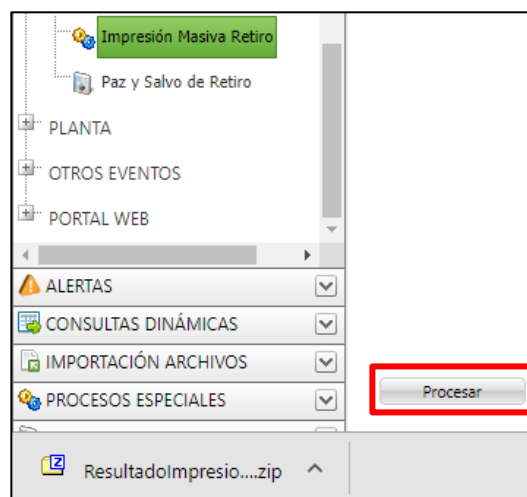 Impresión Masiva Retiro
Paz y Salvo de Retiro
PLANTA
OTROS EVENTOS
PORTAL WEB
ALERTAS
CONSULTAS DINÁMICAS
IMPORTACIÓN ARCHIVOS
PROCESOS ESPECIALES
Procesar
ResultadoImpresio....zip